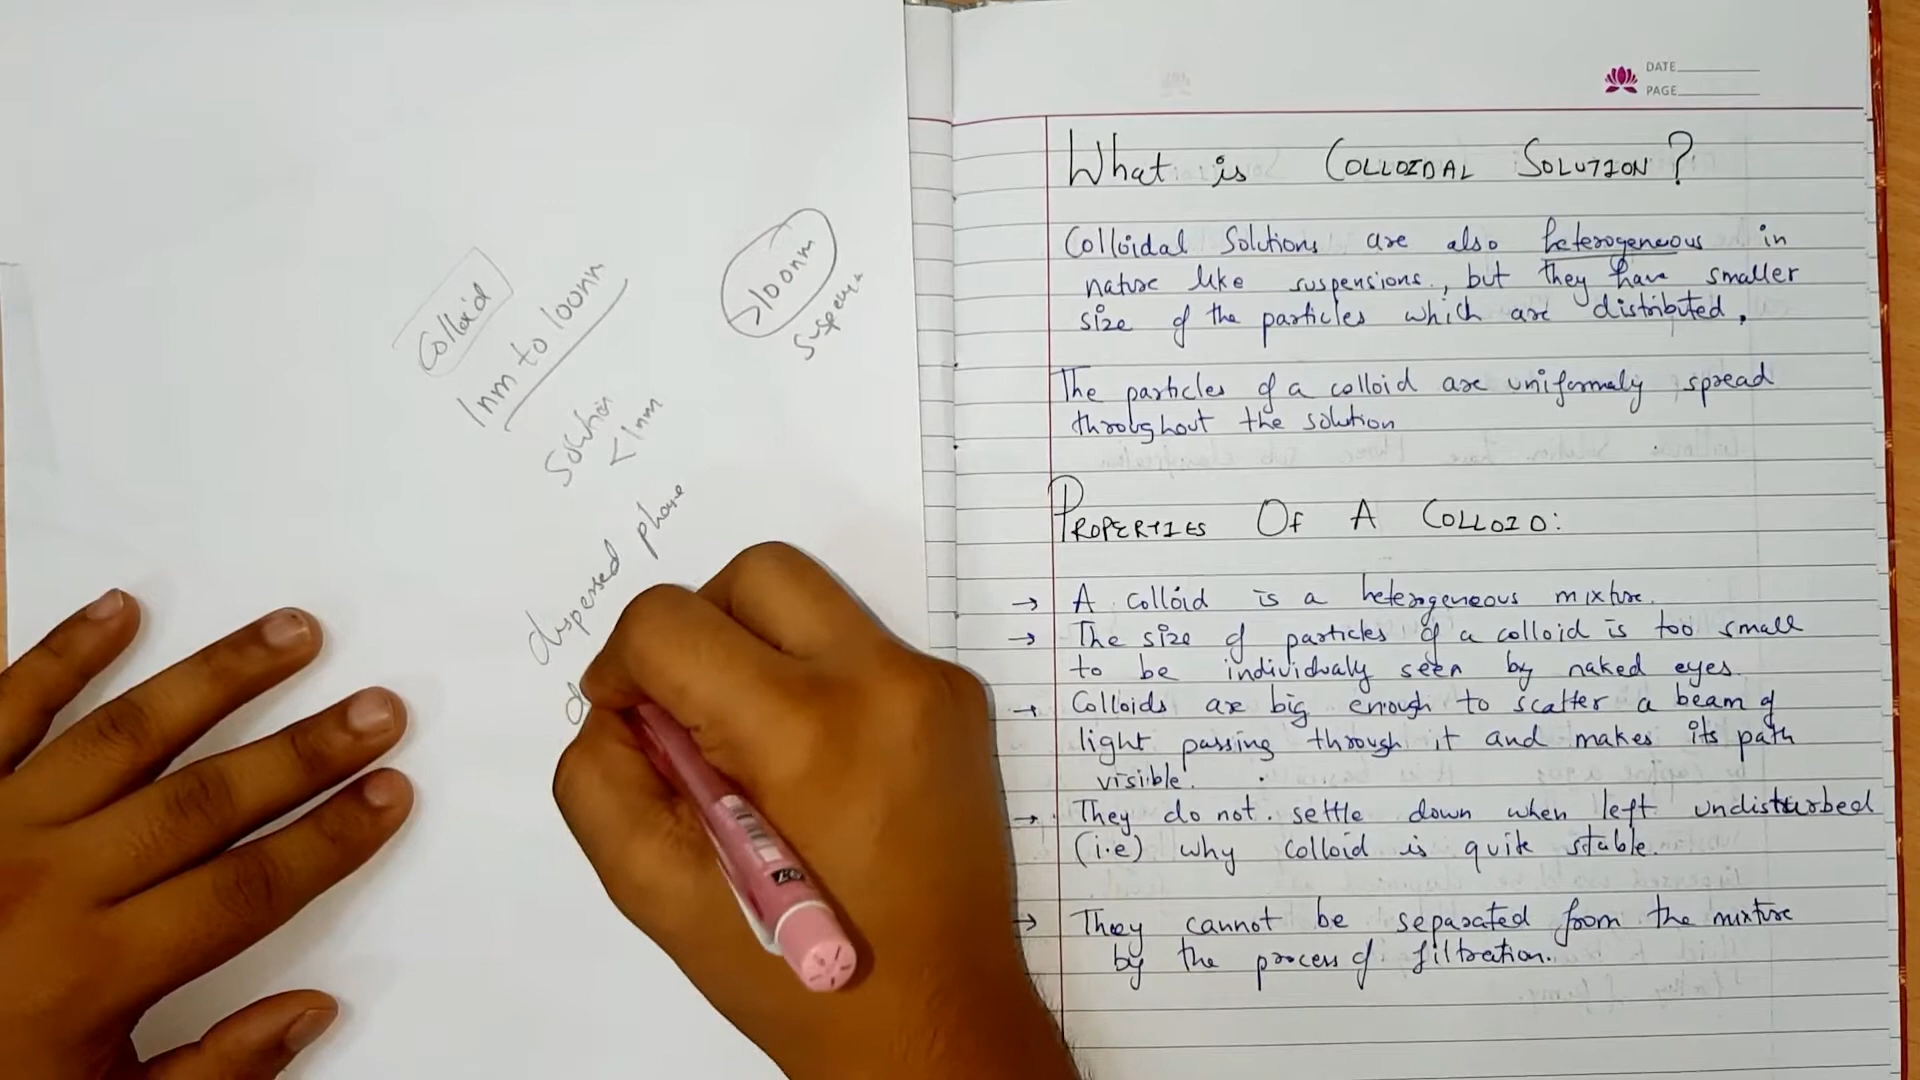 Colloid
1nm to 100nm
>100nm
Solution
<1nm
dispersed phase
d
DATE
PAGE
What is COLLOIDAL SOLUTION?
Colloidal Solutions are also heterogeneous in
nature like suspensions, but they have smaller
size of the particles which are distributed.
The particles of a colloid are uniformaly spread
throughout the solution
PROPERTIES OF A COLLOID:
→ A colloid is a heterogeneous mixture.
→ The size of particles of a colloid is too small
to be individualy seen by naked eyes.
→ Colloids are big enough to scatter a beam of
light passing through it and makes its path
visible.
→ They do not settle down when left undisturbed
(i.e) why colloid is quite stable.
→ They cannot be separated from the mixture
by the process of filtration.